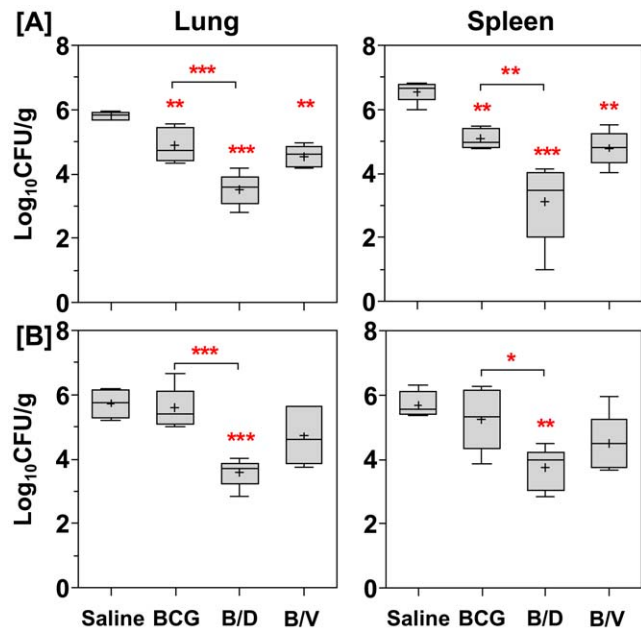 [A] Lung Spleen
8 8
*** **
6 ** ** 6 ** **
*** ***
4 4
2 2
0 0
Log₁₀CFU/g
[B]
8 8
*** *
6 6
*** **
4 4
2 2
0 0
Log₁₀CFU/g
Saline BCG B/D B/V Saline BCG B/D B/V